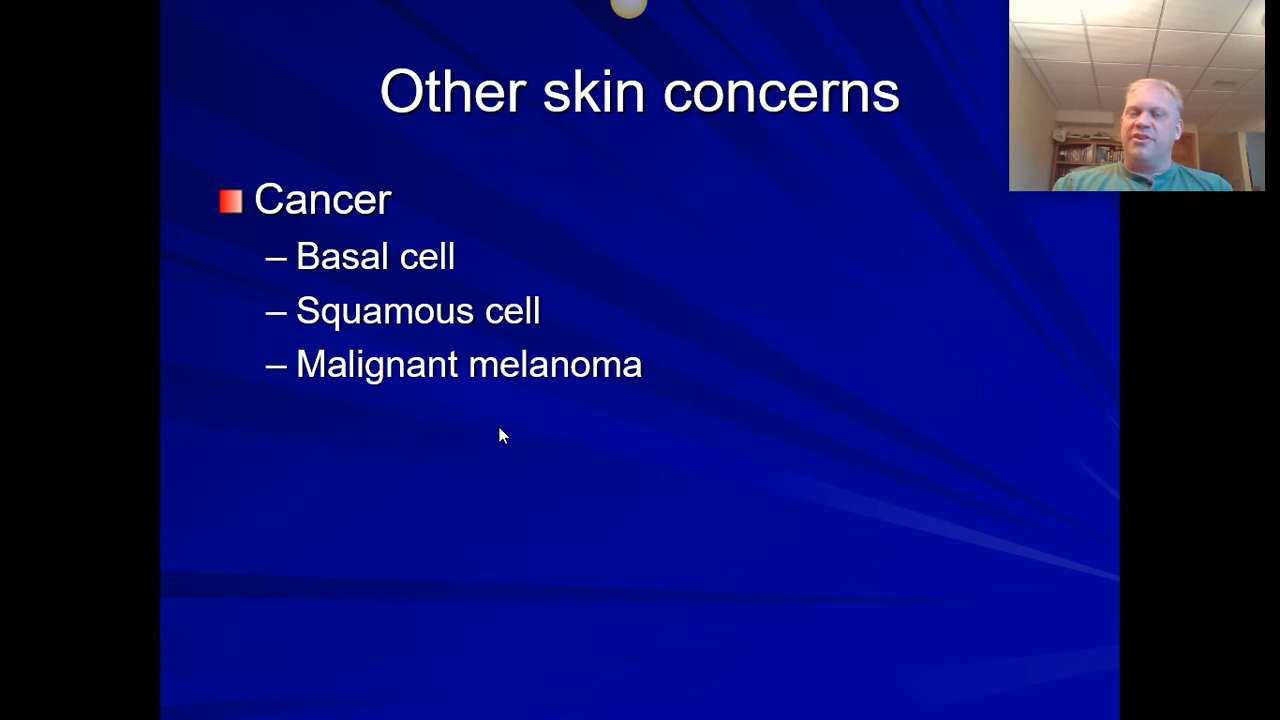 Other skin concerns
Cancer
– Basal cell
– Squamous cell
– Malignant melanoma